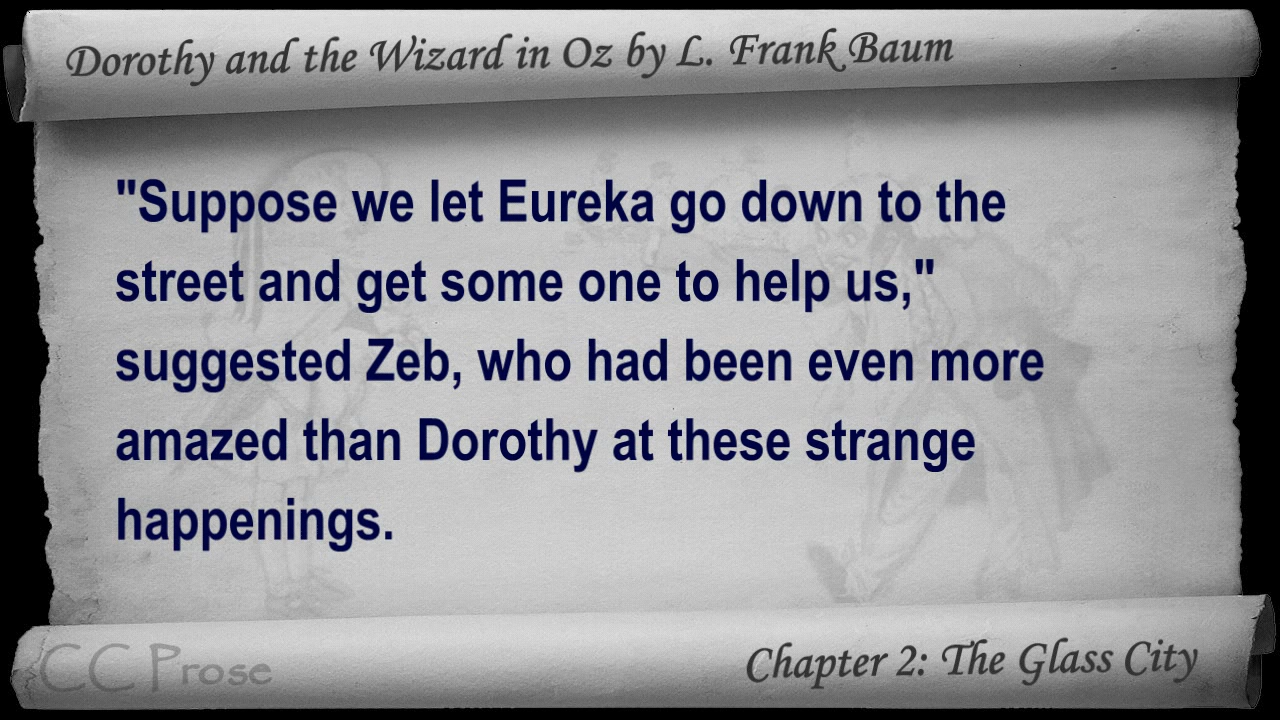 Dorothy and the Wizard in Oz by L. Frank Baum
"Suppose we let Eureka go down to the
street and get some one to help us,"
suggested Zeb, who had been even more
amazed than Dorothy at these strange
happenings.
CC Prose
Chapter 2: The Glass City